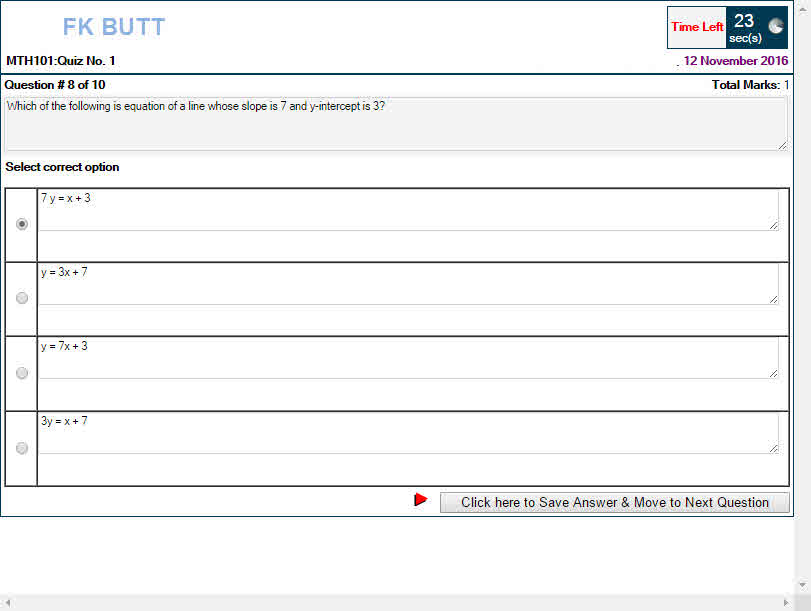 FK BUTT
Time Left 23
sec(s)
MTH101:Quiz No. 1
. 12 November 2016
Question # 8 of 10
Total Marks: 1
Which of the following is equation of a line whose slope is 7 and y-intercept is 3?
Select correct option
7 y = x + 3
y = 3x + 7
y = 7x + 3
3y = x + 7
Click here to Save Answer & Move to Next Question